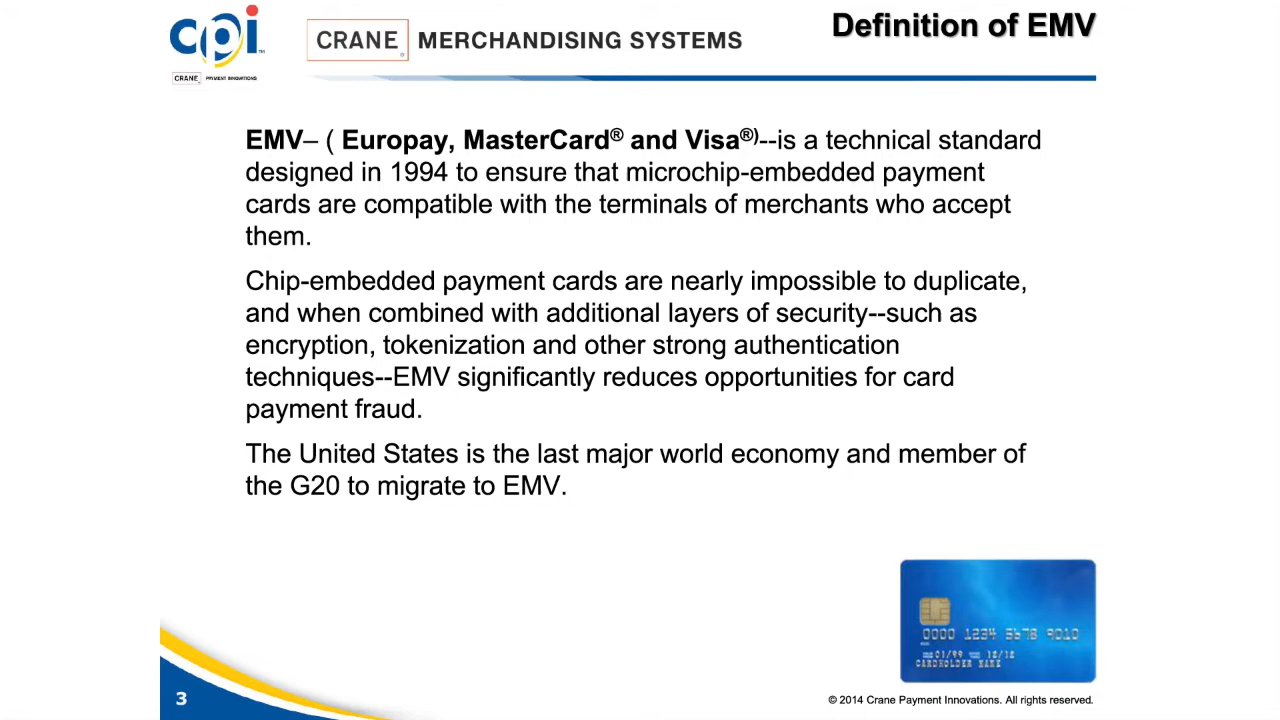 cpi™
CRANE® PAYMENT INNOVATIONS
CRANE® MERCHANDISING SYSTEMS
Definition of EMV
EMV– ( Europay, MasterCard® and Visa®)--is a technical standard
designed in 1994 to ensure that microchip-embedded payment
cards are compatible with the terminals of merchants who accept
them.
Chip-embedded payment cards are nearly impossible to duplicate,
and when combined with additional layers of security--such as
encryption, tokenization and other strong authentication
techniques--EMV significantly reduces opportunities for card
payment fraud.
The United States is the last major world economy and member of
the G20 to migrate to EMV.
0000 1234 5678 9010
01/99 12/12
CARDHOLDER NAME
3
© 2014 Crane Payment Innovations. All rights reserved.